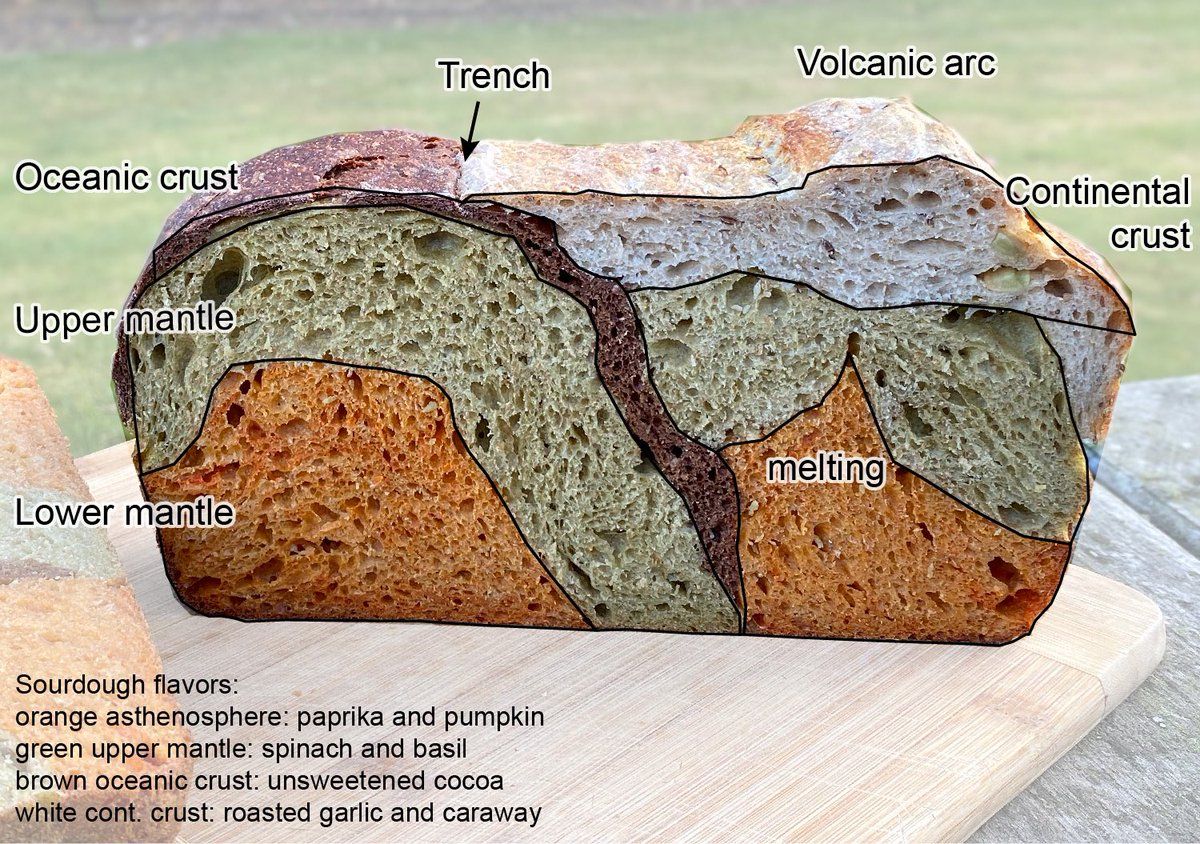 Trench
Volcanic arc
Oceanic crust
Continental
crust
Upper mantle
melting
Lower mantle
Sourdough flavors:
orange asthenosphere: paprika and pumpkin
green upper mantle: spinach and basil
brown oceanic crust: unsweetened cocoa
white cont. crust: roasted garlic and caraway